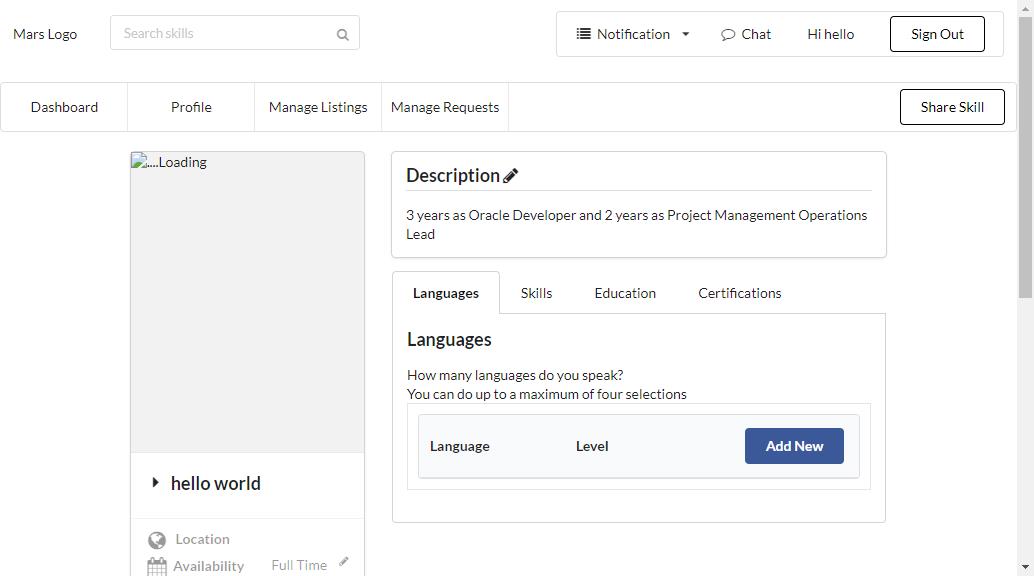 Mars Logo
Search skills
Notification
Chat
Hi hello
Sign Out
Dashboard
Profile
Manage Listings
Manage Requests
Share Skill
....Loading
Description
3 years as Oracle Developer and 2 years as Project Management Operations
Lead
Languages
Skills
Education
Certifications
Languages
How many languages do you speak?
You can do up to a maximum of four selections
Language
Level
Add New
hello world
Location
Availability
Full Time